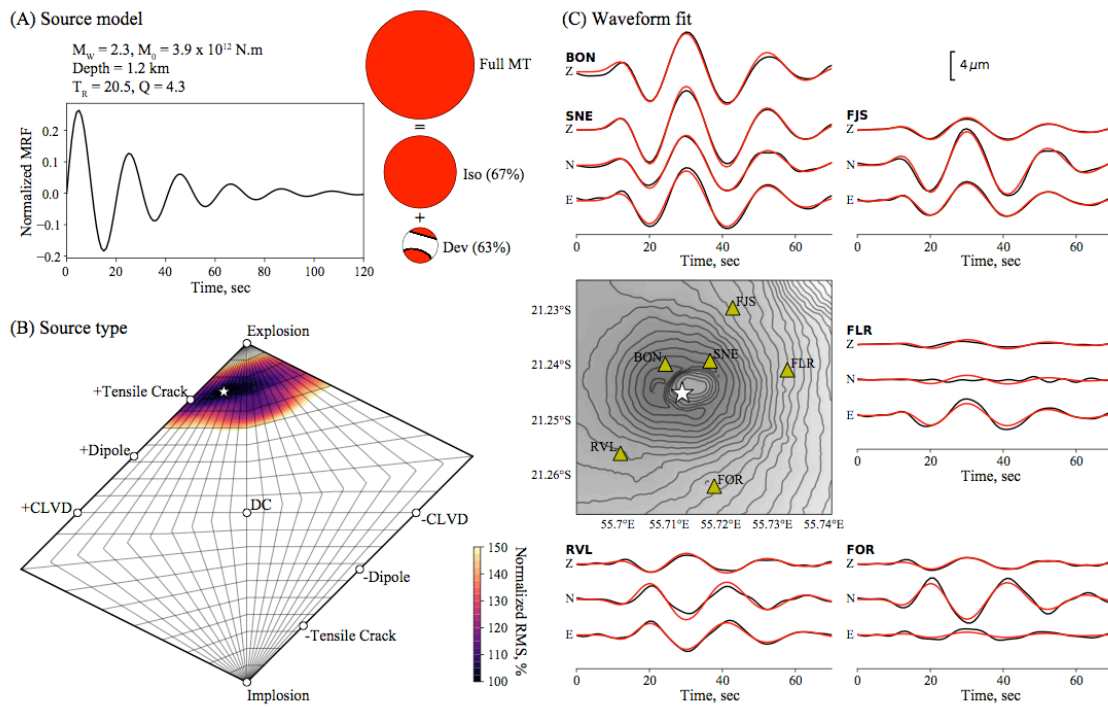 (A) Source model
M_W = 2.3, M_0 = 3.9 x 10^12 N.m
Depth = 1.2 km
T_R = 20.5, Q = 4.3
Normalized MRF
0.2
0.1
0.0
−0.1
−0.2
0 20 40 60 80 100 120
Time, sec
Full MT
=
Iso (67%)
+
Dev (63%)
(B) Source type
Explosion
+Tensile Crack
+Dipole
+CLVD
DC
-CLVD
-Dipole
-Tensile Crack
Implosion
150
140
130
120
110
100
Normalized RMS, %
(C) Waveform fit
4 μm
BON
Z
SNE
Z
N
E
0 20 40 60
Time, sec
FJS
Z
N
E
0 20 40 60
21.23°S
21.24°S
21.25°S
21.26°S
55.7°E 55.71°E 55.72°E 55.73°E 55.74°E
FJS
BON
SNE
FLR
RVL
FOR
FLR
Z
N
E
0 20 40 60
Time, sec
RVL
Z
N
E
0 20 40 60
Time, sec
FOR
Z
N
E
0 20 40 60
Time, sec